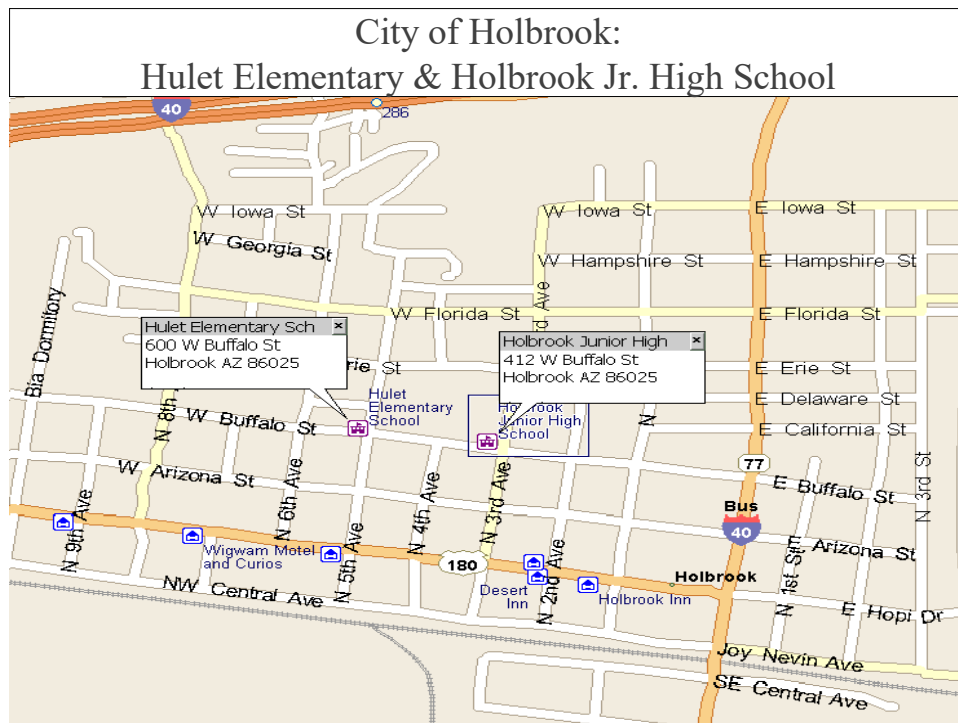 City of Holbrook:
Hulet Elementary & Holbrook Jr. High School
40
286
W Iowa St
W Iowa St
E Iowa St
W Georgia St
W Hampshire St
E Hampshire St
Bia Dormitory
W Florida St
E Florida St
rd Ave
Hulet Elementary Sch
600 W Buffalo St
Holbrook AZ 86025
Holbrook Junior High
412 W Buffalo St
Holbrook AZ 86025
rie St
E Erie St
Hulet
Elementary
School
Holbrook
Junior High
School
E Delaware St
E California St
N 8th
N
W Buffalo St
W Arizona St
77
E Buffalo St
N 3rd St
N 9th Ave
N 6th Ave
N 5th Ave
N 4th Ave
N 3rd Ave
N 2nd Ave
Bus
40
Arizona St
N 1st St
Wigwam Motel
and Curios
180
Holbrook
Desert
Inn
Holbrook Inn
NW Central Ave
E Hopi Dr
Joy Nevin Ave
SE Central Ave